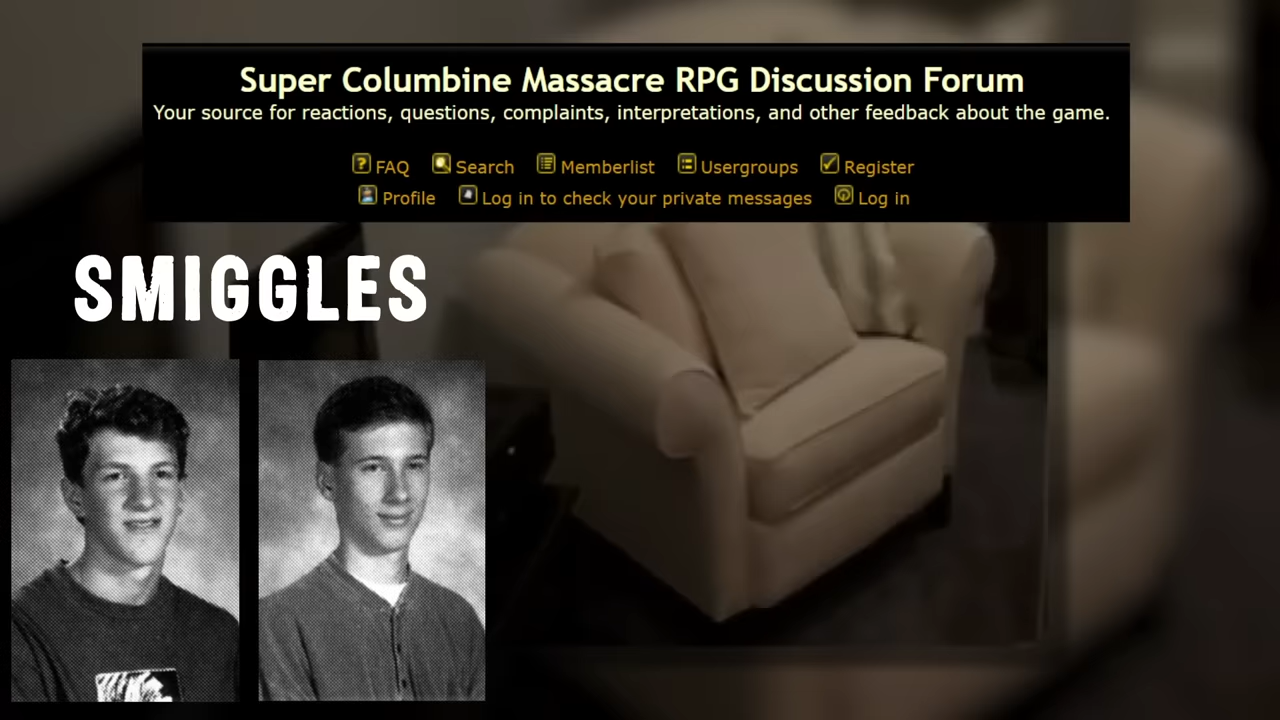 Super Columbine Massacre RPG Discussion Forum
Your source for reactions, questions, complaints, interpretations, and other feedback about the game.
FAQ Search Memberlist Usergroups Register
Profile Log in to check your private messages Log in
SMIGGLES